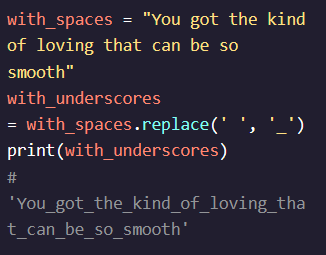 with_spaces = "You got the kind
of loving that can be so
smooth"
with_underscores
= with_spaces.replace(' ', '_')
print(with_underscores)
#
'You_got_the_kind_of_loving_tha
t_can_be_so_smooth'